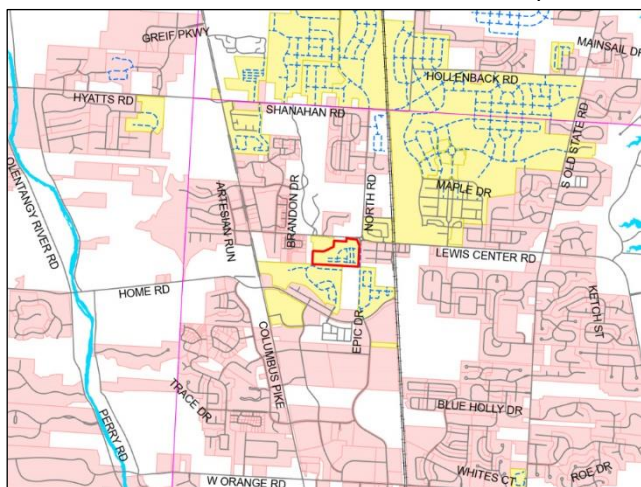 GREIF PKWY
MAINSAIL DR
HOLLENBACK RD
HYATTS RD
SHANAHAN RD
S OLD STATE RD
OLENTANGY RIVER RD
ARTESIAN RUN
BRANDON DR
NORTH RD
MAPLE DR
LEWIS CENTER RD
HOME RD
COLUMBUS PIKE
EPIC DR
KETCH ST
TRACE DR
BLUE HOLLY DR
PERRY RD
WHITES CT
ROE DR
W ORANGE RD